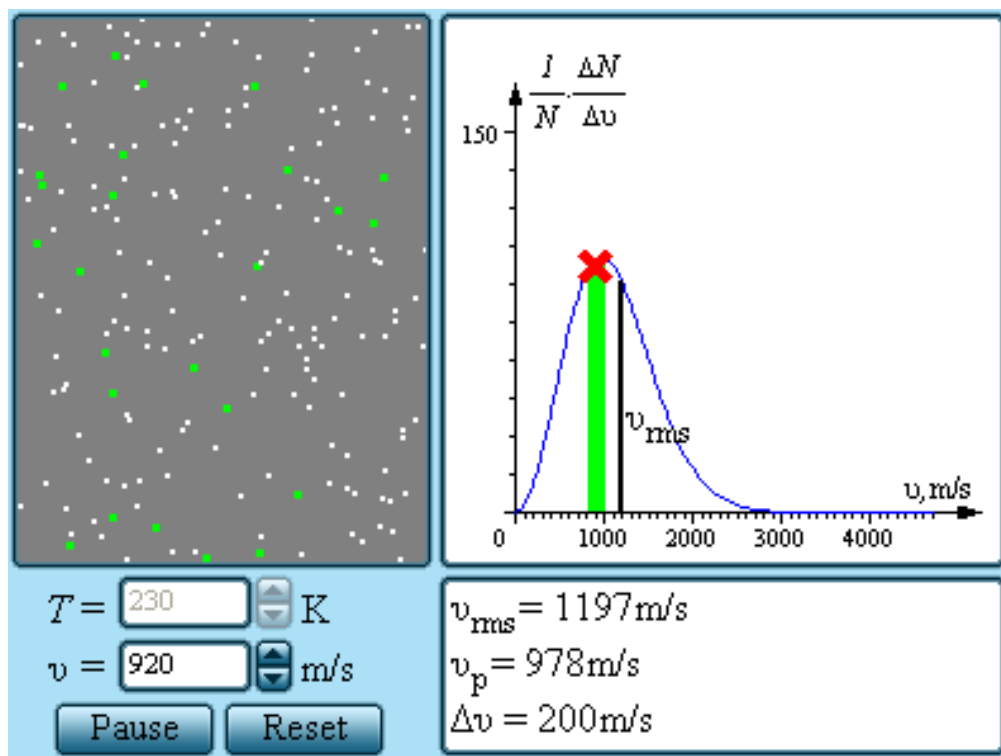 1/N · ΔN/Δυ
150
υrms
υ, m/s
0 1000 2000 3000 4000
T = 230 K
υ = 920 m/s
Pause Reset
υrms = 1197m/s
υp = 978m/s
Δυ = 200m/s